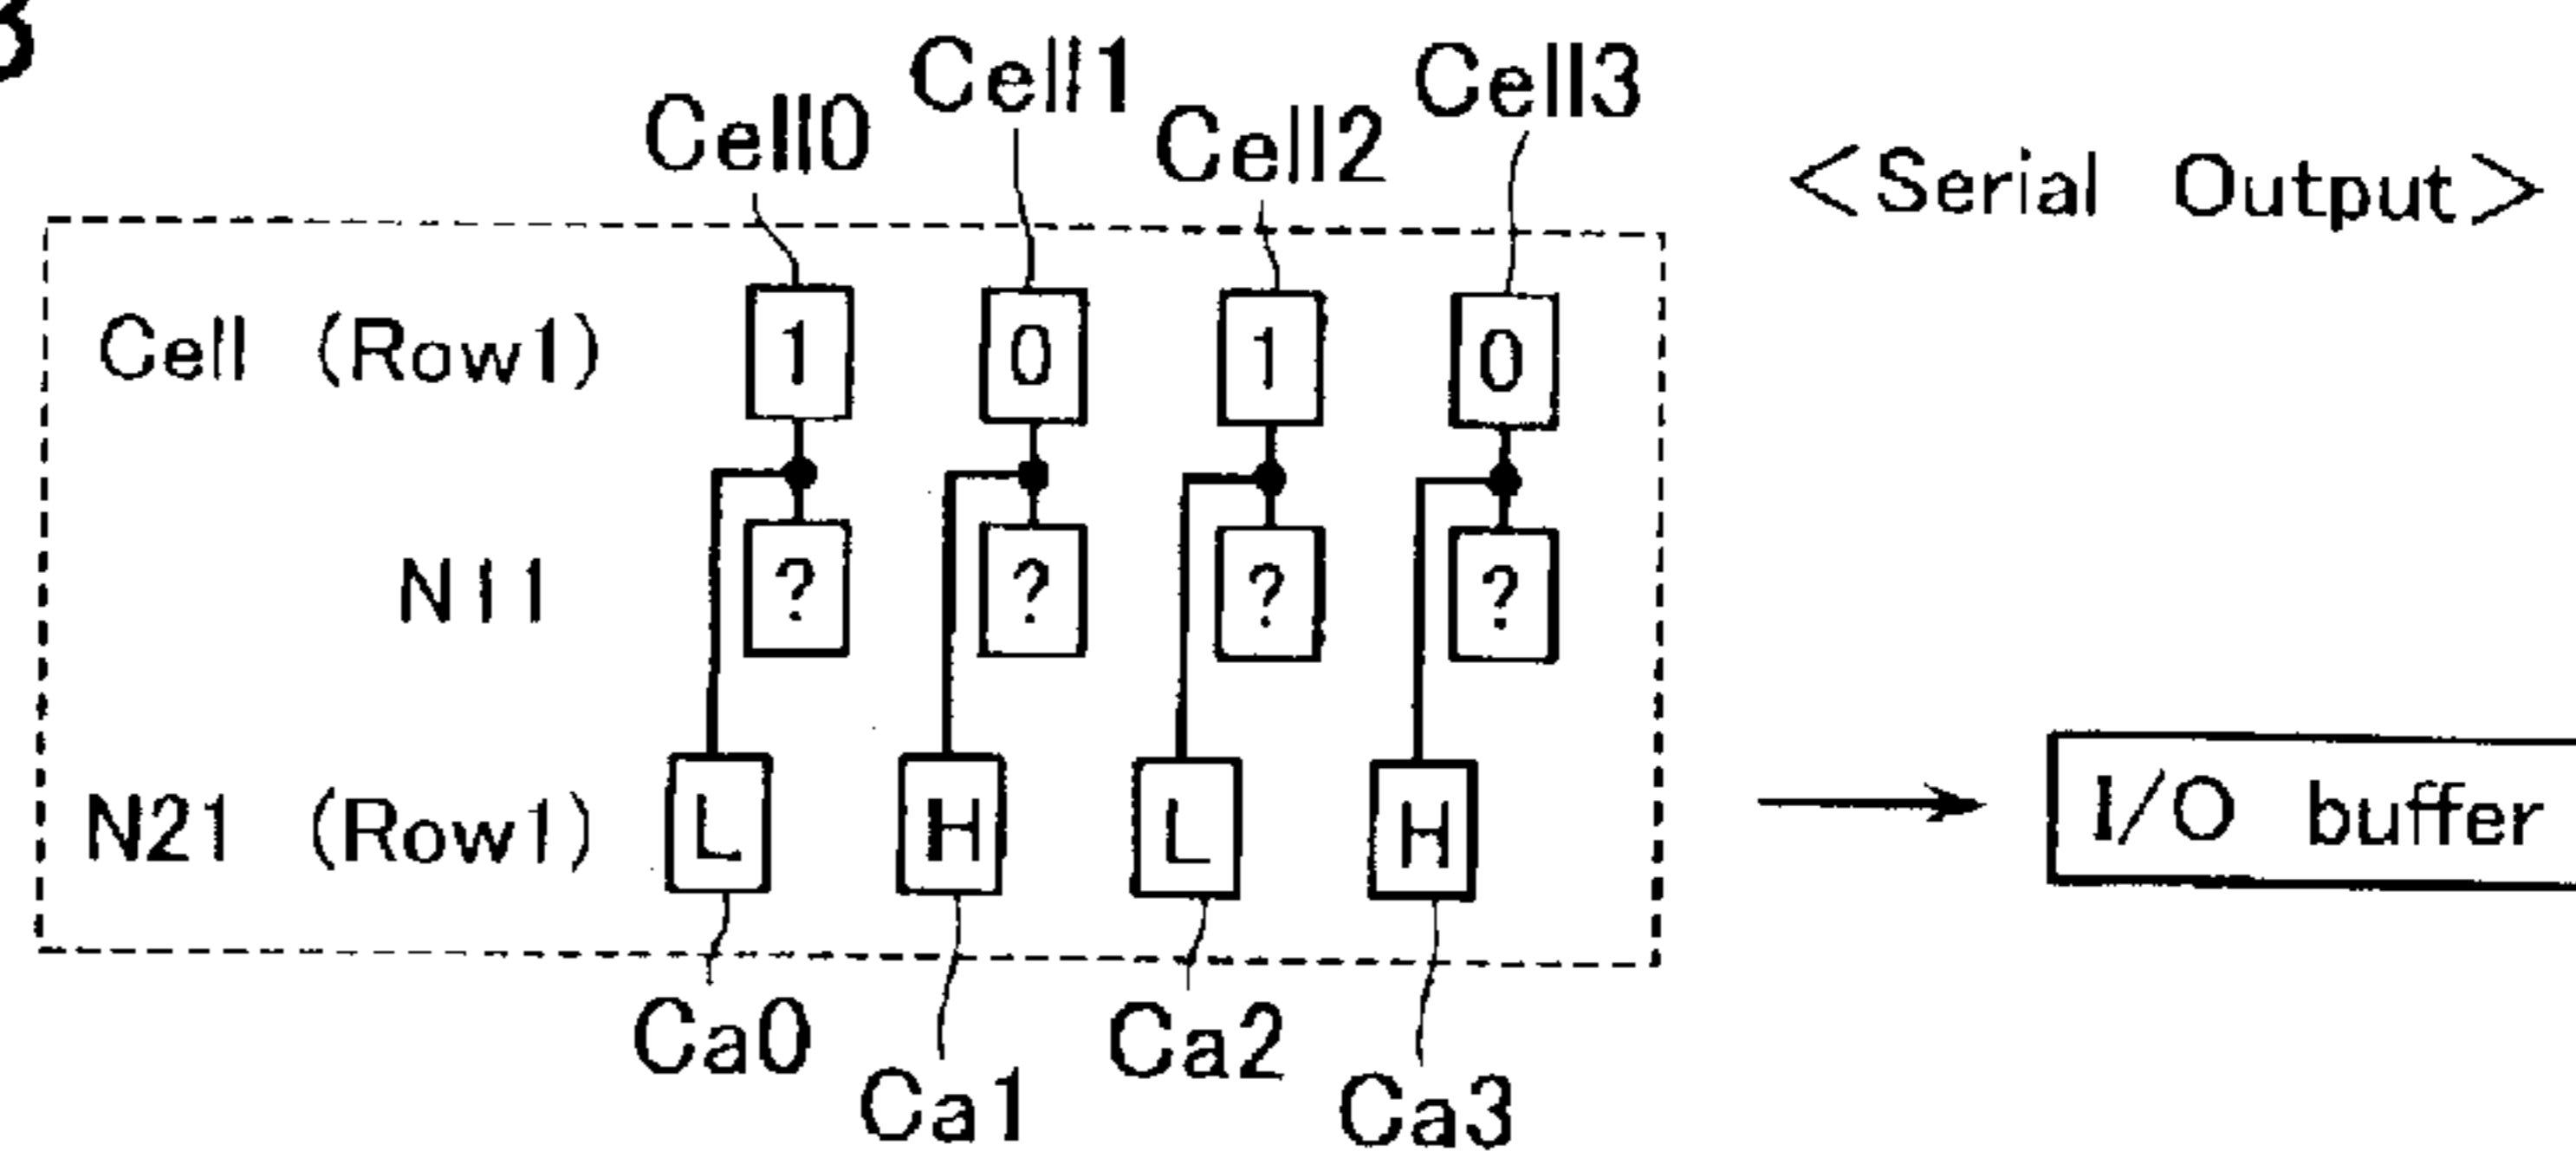 Cell0 Cell1 Cell2 Cell3
<Serial Output>
Cell (Row1) 1 0 1 0
N11 ? ? ? ?
N21 (Row1) L H L H
I/O buffer
Ca0 Ca1 Ca2 Ca3